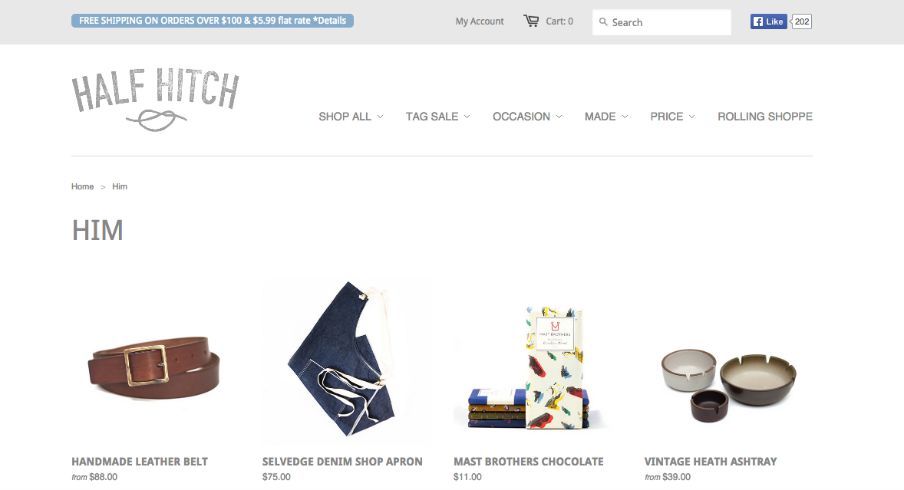 FREE SHIPPING ON ORDERS OVER $100 & $5.99 flat rate *Details
My Account
Cart: 0
Search
Like
202
HALF HITCH
SHOP ALL
TAG SALE
OCCASION
MADE
PRICE
ROLLING SHOPPE
Home > Him
HIM
MAST BROTHERS
HANDMADE LEATHER BELT
from $88.00
SELVEDGE DENIM SHOP APRON
$75.00
MAST BROTHERS CHOCOLATE
$11.00
VINTAGE HEATH ASHTRAY
from $39.00